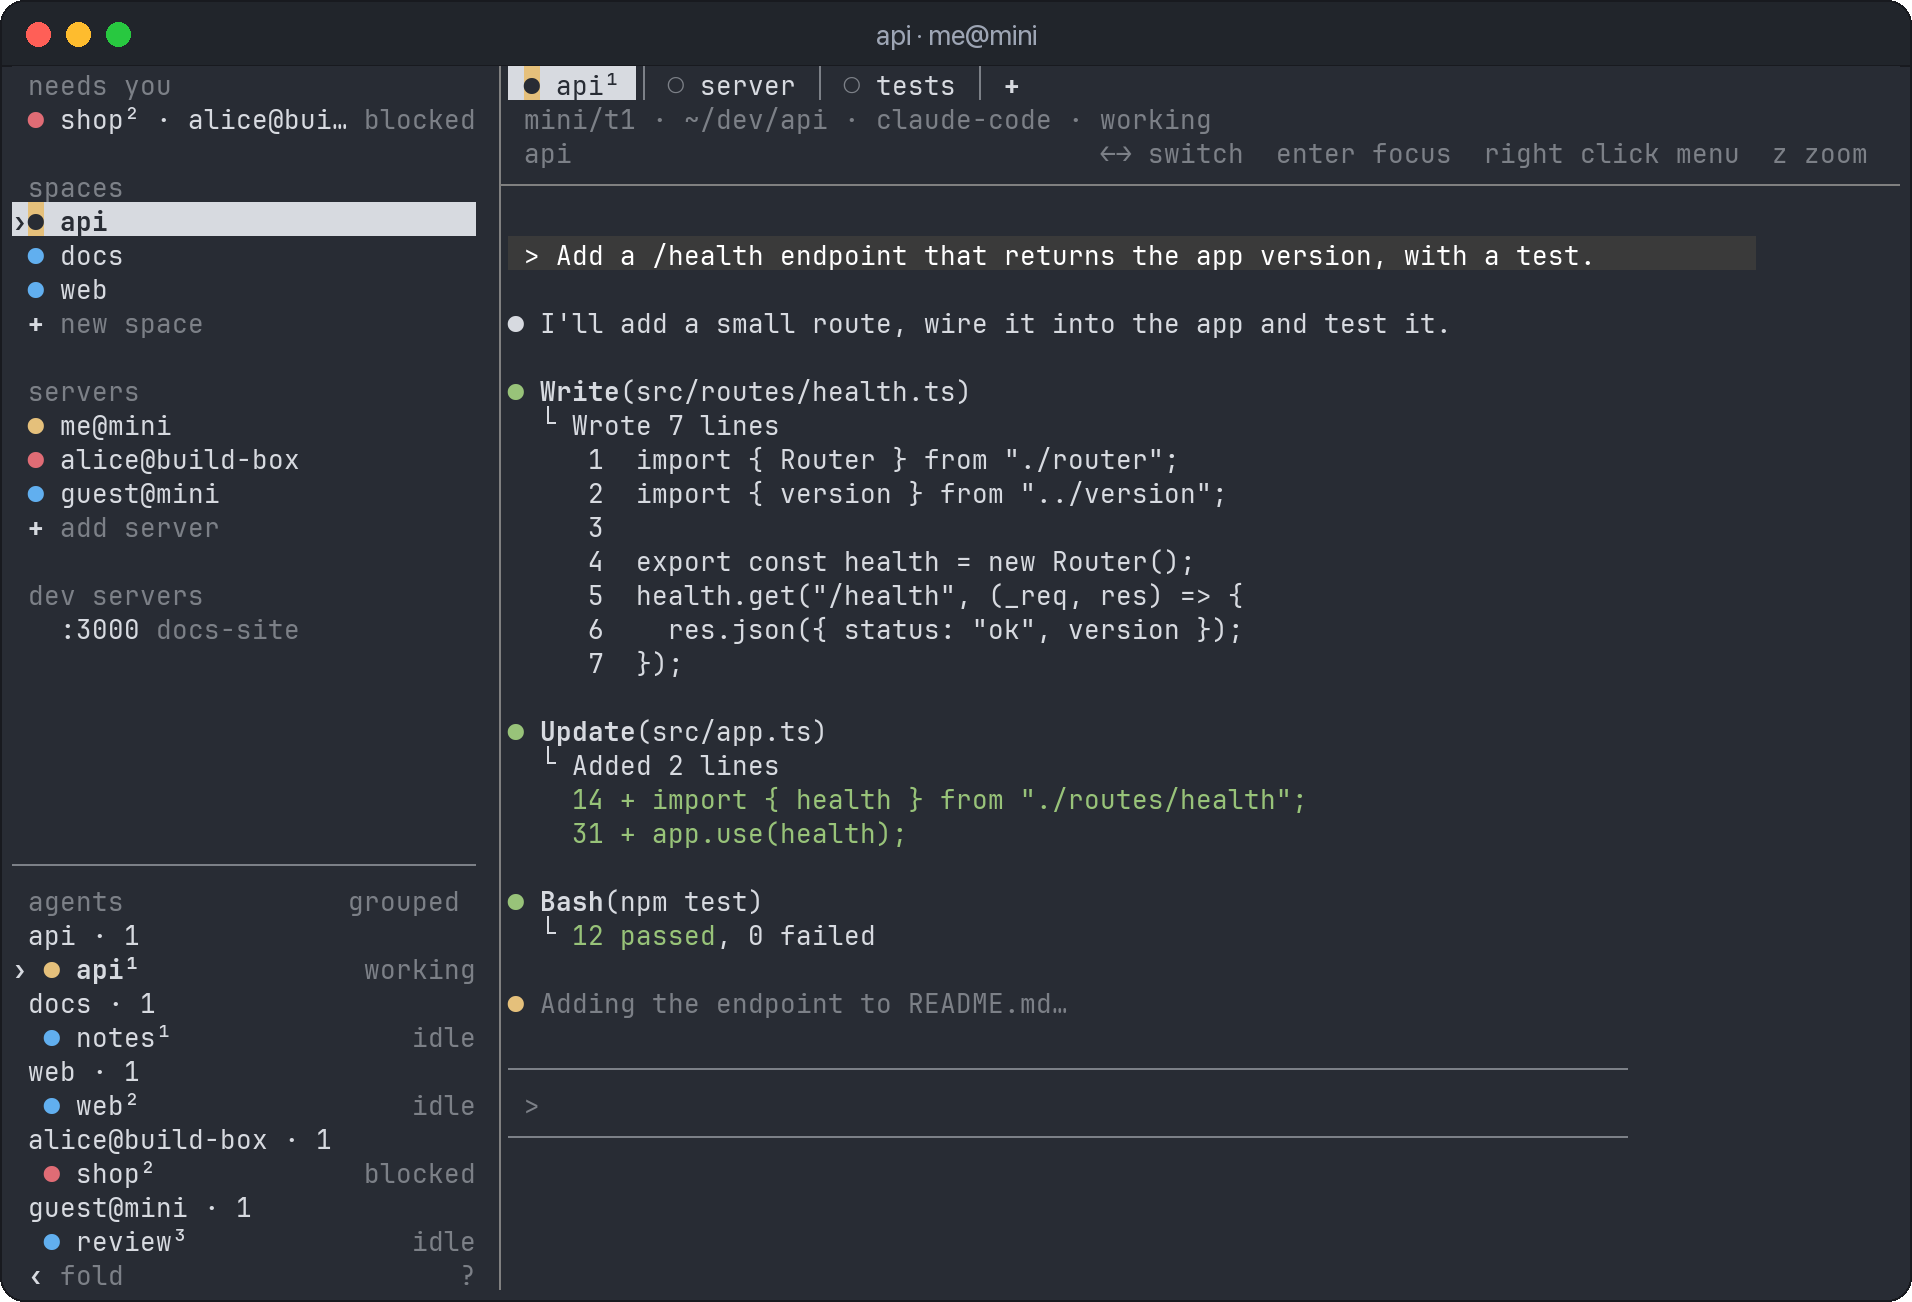 api · me@mini
needs you
● shop² · alice@bui… blocked
spaces
›● api
● docs
● web
+ new space
servers
● me@mini
● alice@build-box
● guest@mini
+ add server
dev servers
:3000 docs-site
agents grouped
api · 1
› ● api¹ working
docs · 1
● notes¹ idle
web · 1
● web² idle
alice@build-box · 1
● shop² blocked
guest@mini · 1
● review³ idle
‹ fold ?
● api¹ │ ○ server │ ○ tests │ +
mini/t1 · ~/dev/api · claude-code · working
api ←→ switch enter focus right click menu z zoom
> Add a /health endpoint that returns the app version, with a test.
● I'll add a small route, wire it into the app and test it.
● Write(src/routes/health.ts)
└ Wrote 7 lines
1 import { Router } from "./router";
2 import { version } from "../version";
3
4 export const health = new Router();
5 health.get("/health", (_req, res) => {
6 res.json({ status: "ok", version });
7 });
● Update(src/app.ts)
└ Added 2 lines
14 + import { health } from "./routes/health";
31 + app.use(health);
● Bash(npm test)
└ 12 passed, 0 failed
● Adding the endpoint to README.md…
>